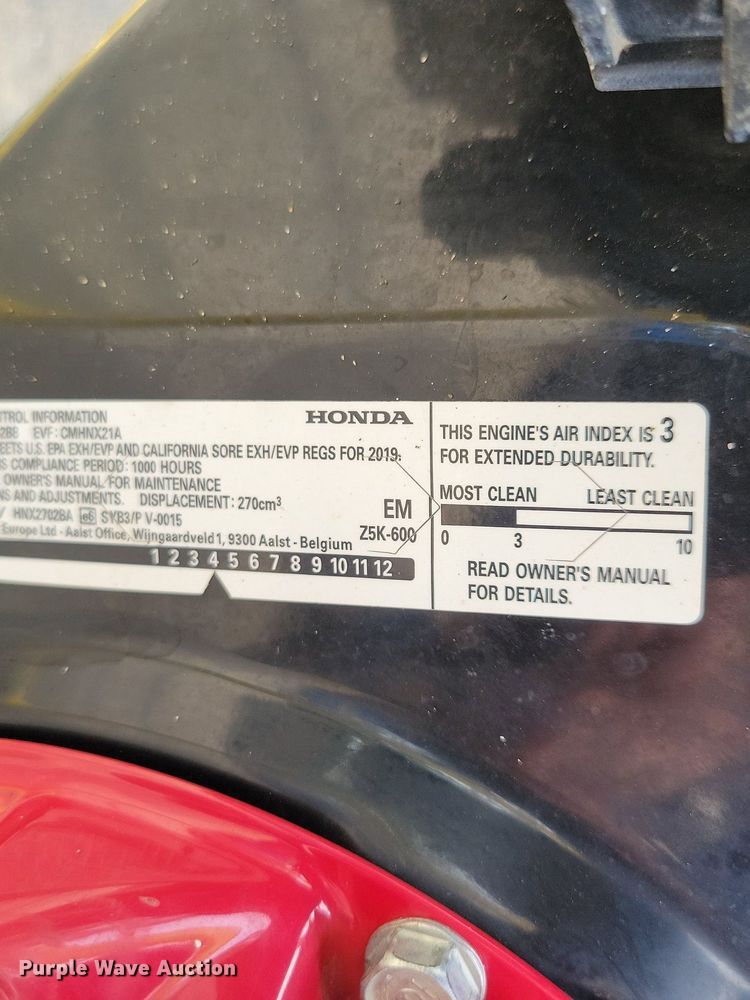 HONDA
TROL INFORMATION
2BB EVF: CMHNX21A
EETS U.S. EPA EXH/EVP AND CALIFORNIA SORE EXH/EVP REGS FOR 2019.
S COMPLIANCE PERIOD: 1000 HOURS
OWNER'S MANUAL FOR MAINTENANCE
NS AND ADJUSTMENTS. DISPLACEMENT: 270cm³
EM
HNX2702BA e6 SYB3/P V-0015
Z5K-600
Europe Ltd - Aalst Office, Wijngaardveld 1, 9300 Aalst - Belgium
1 2 3 4 5 6 7 8 9 10 11 12
THIS ENGINE'S AIR INDEX IS 3
FOR EXTENDED DURABILITY.
MOST CLEAN LEAST CLEAN
0 3 10
READ OWNER'S MANUAL
FOR DETAILS.
Purple Wave Auction